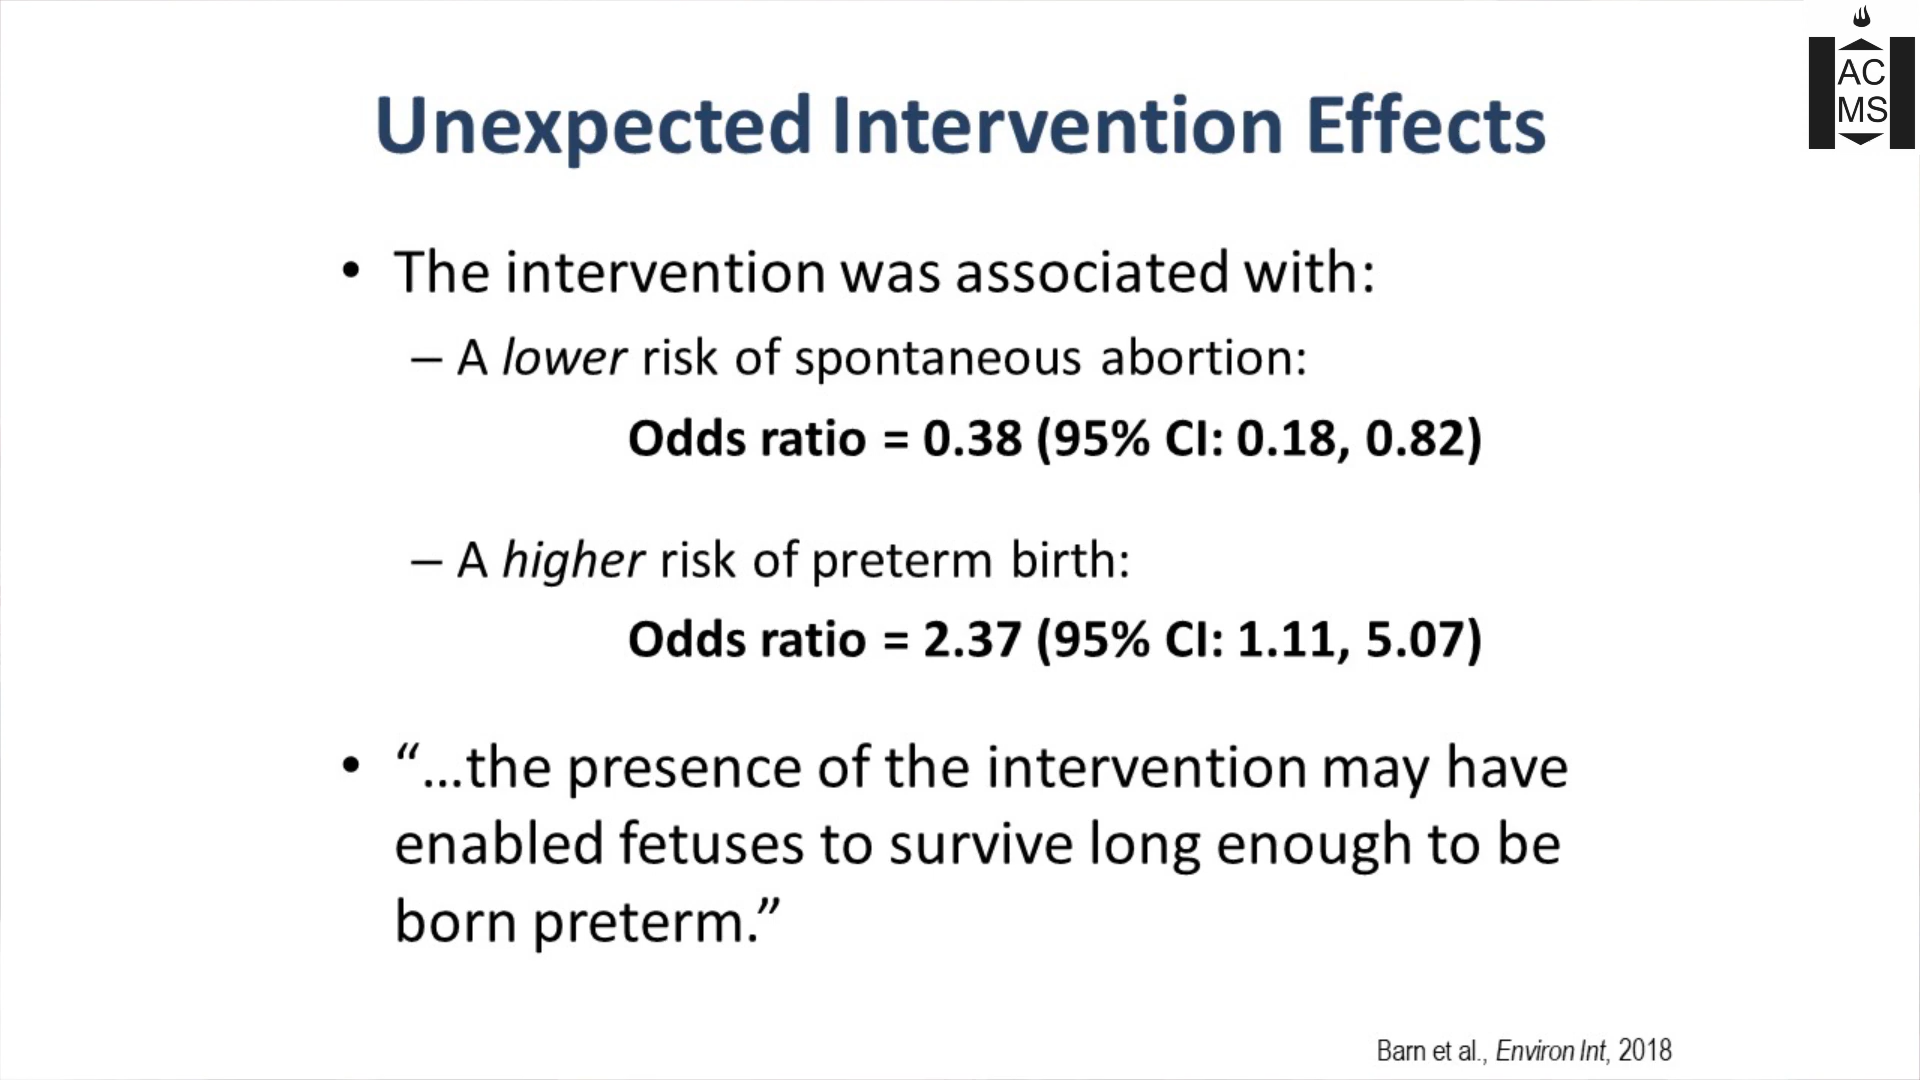 AC
MS
Unexpected Intervention Effects
• The intervention was associated with:
– A lower risk of spontaneous abortion:
Odds ratio = 0.38 (95% CI: 0.18, 0.82)
– A higher risk of preterm birth:
Odds ratio = 2.37 (95% CI: 1.11, 5.07)
• “…the presence of the intervention may have
enabled fetuses to survive long enough to be
born preterm.”
Barn et al., Environ Int, 2018